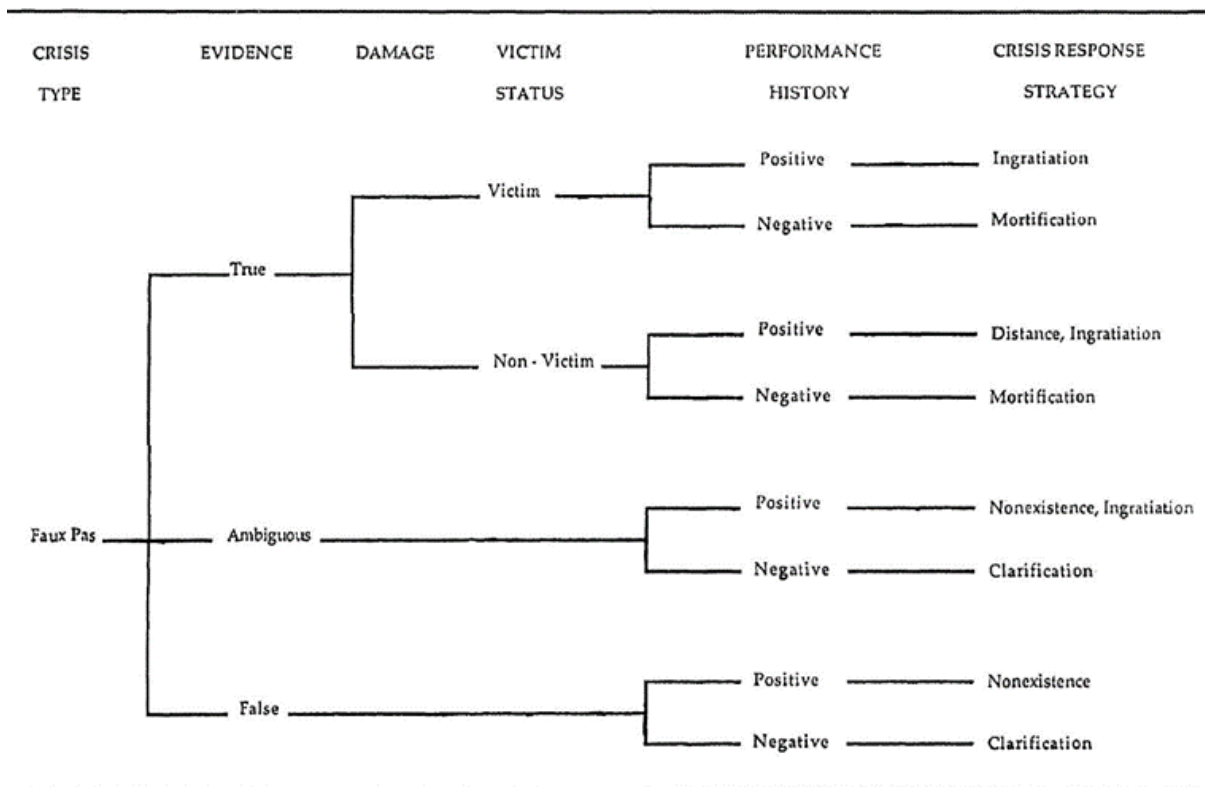 CRISIS EVIDENCE DAMAGE VICTIM PERFORMANCE CRISIS RESPONSE
TYPE STATUS HISTORY STRATEGY
Positive Ingratiation
Victim
Negative Mortification
True
Positive Distance, Ingratiation
Non - Victim
Negative Mortification
Positive Nonexistence, Ingratiation
Faux Pas Ambiguous
Negative Clarification
Positive Nonexistence
False
Negative Clarification